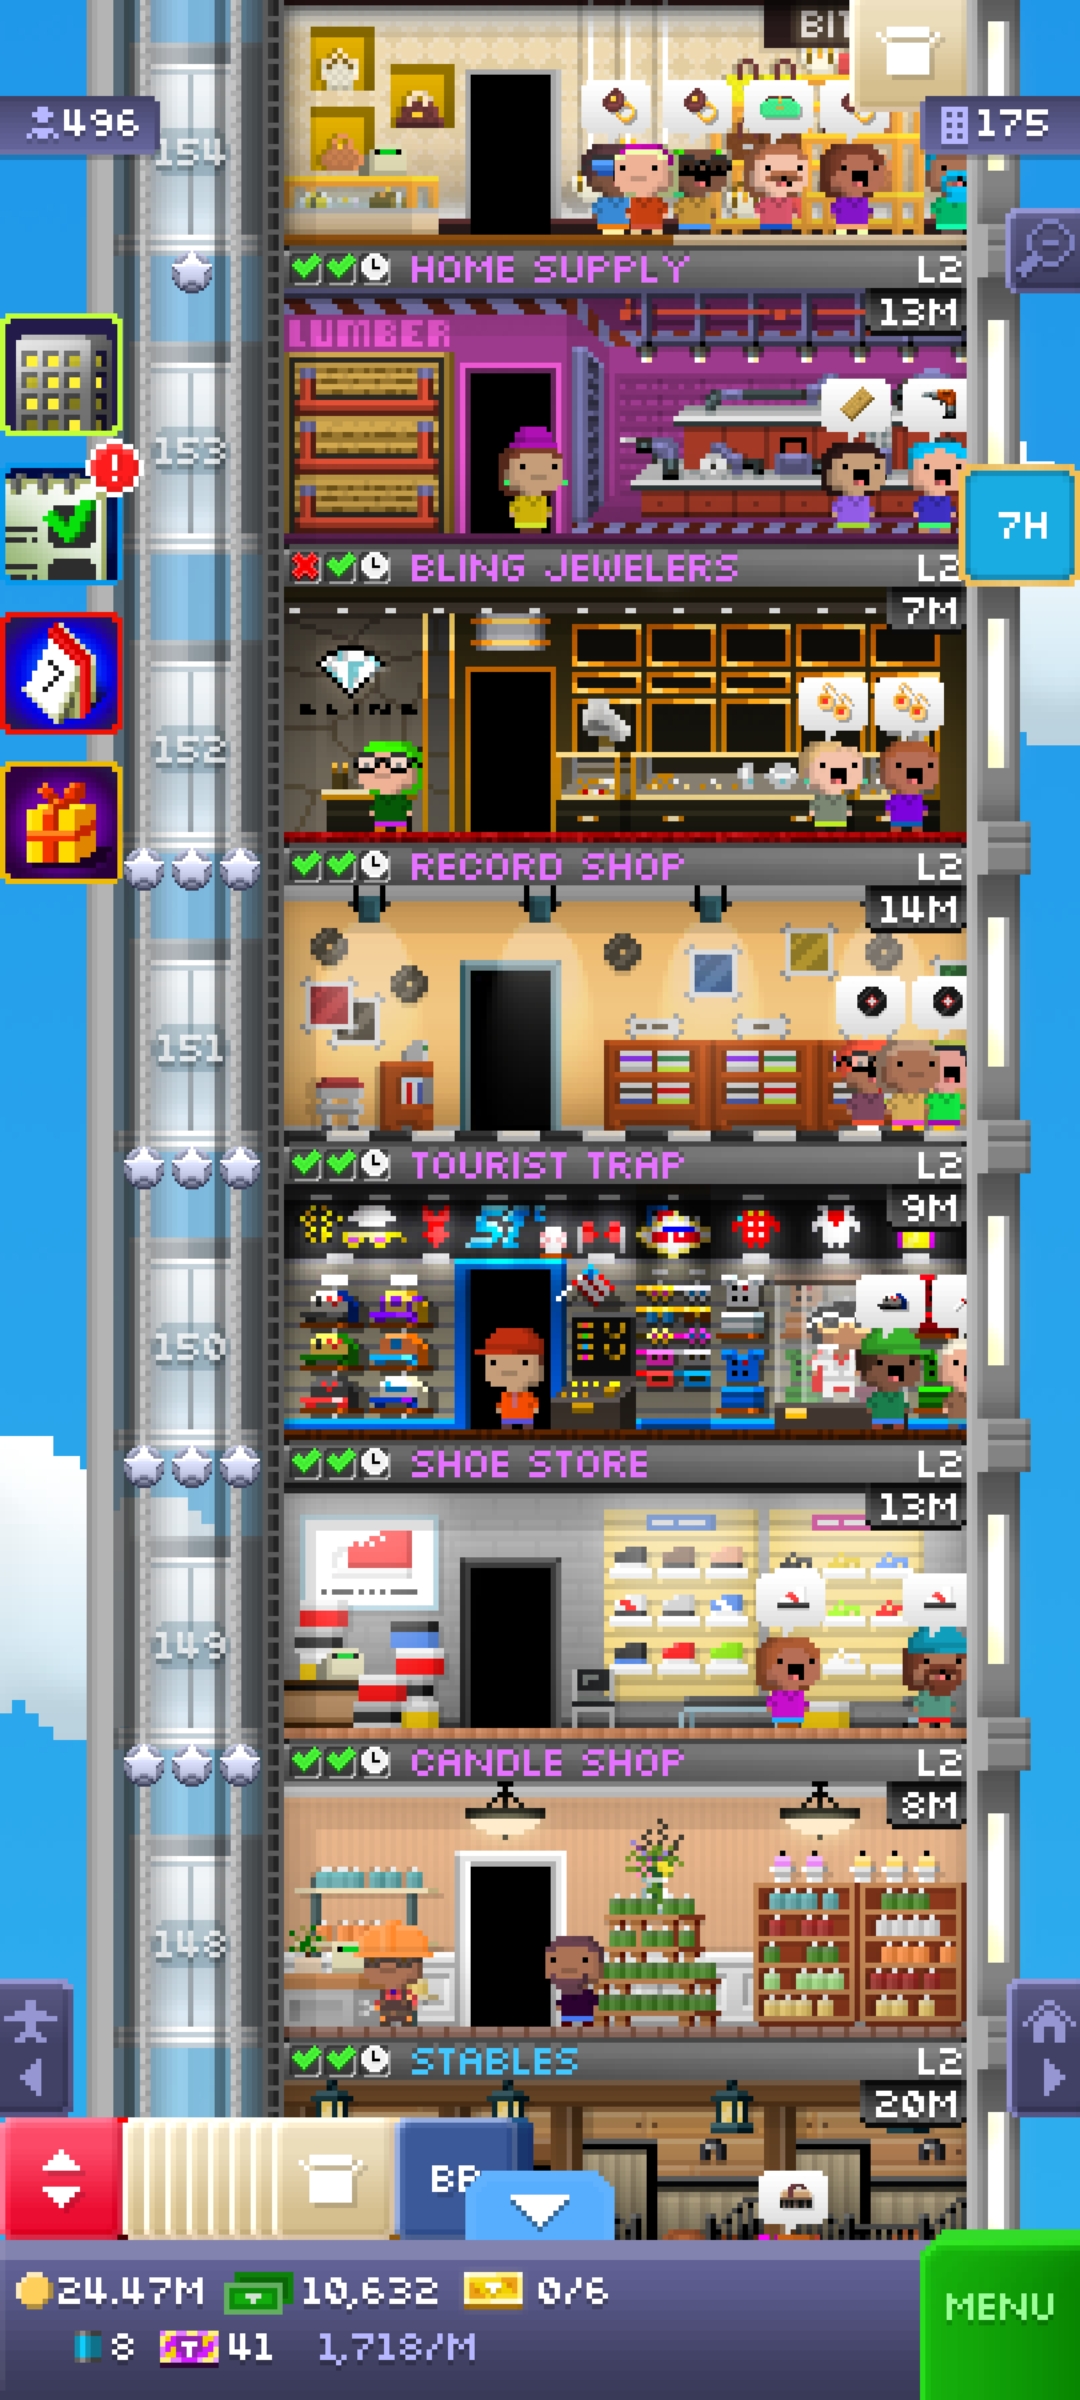 BIT
496
175
154
HOME SUPPLY L2
13M
LUMBER
153
7H
BLING JEWELERS L2
7M
BLING
152
RECORD SHOP L2
14M
151
TOURIST TRAP L2
9M
150
SHOE STORE L2
13M
149
CANDLE SHOP L2
8M
148
STABLES L2
20M
24.47M 10,632 0/6
MENU
8 41 1,718/M